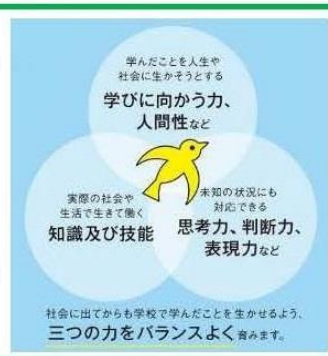 学んだことを人生や
社会に生かそうとする
学びに向かう力、
人間性など
実際の社会や
生活で生きて働く
知識及び技能
未知の状況にも
対応できる
思考力、判断力、
表現力など
社会に出てからも学校で学んだことを生かせるよう、
三つの力をバランスよく育みます。